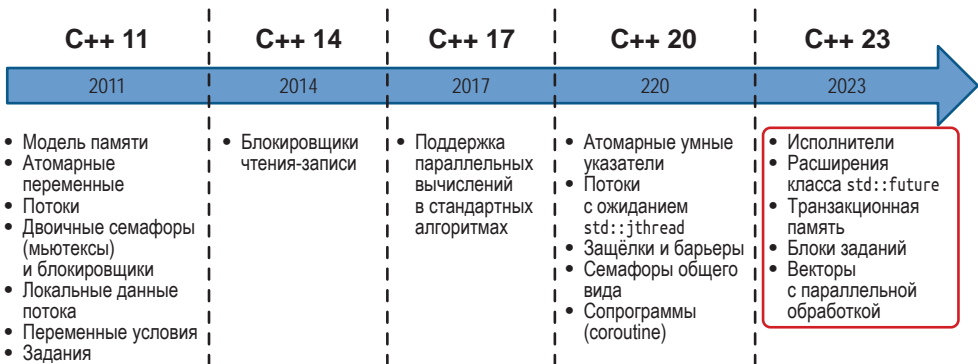 C++ 11
C++ 14
C++ 17
C++ 20
C++ 23
2011
2014
2017
220
2023
• Модель памяти
• Атомарные
переменные
• Потоки
• Двоичные семафоры
(мьютексы)
и блокировщики
• Локальные данные
потока
• Переменные условия
• Задания
• Блокировщики
чтения-записи
• Поддержка
параллельных
вычислений
в стандартных
алгоритмах
• Атомарные умные
указатели
• Потоки
с ожиданием
std::jthread
• Защёлки и барьеры
• Семафоры общего
вида
• Сопрограммы
(coroutine)
• Исполнители
• Расширения
класса std::future
• Транзакционная
память
• Блоки заданий
• Векторы
с параллельной
обработкой